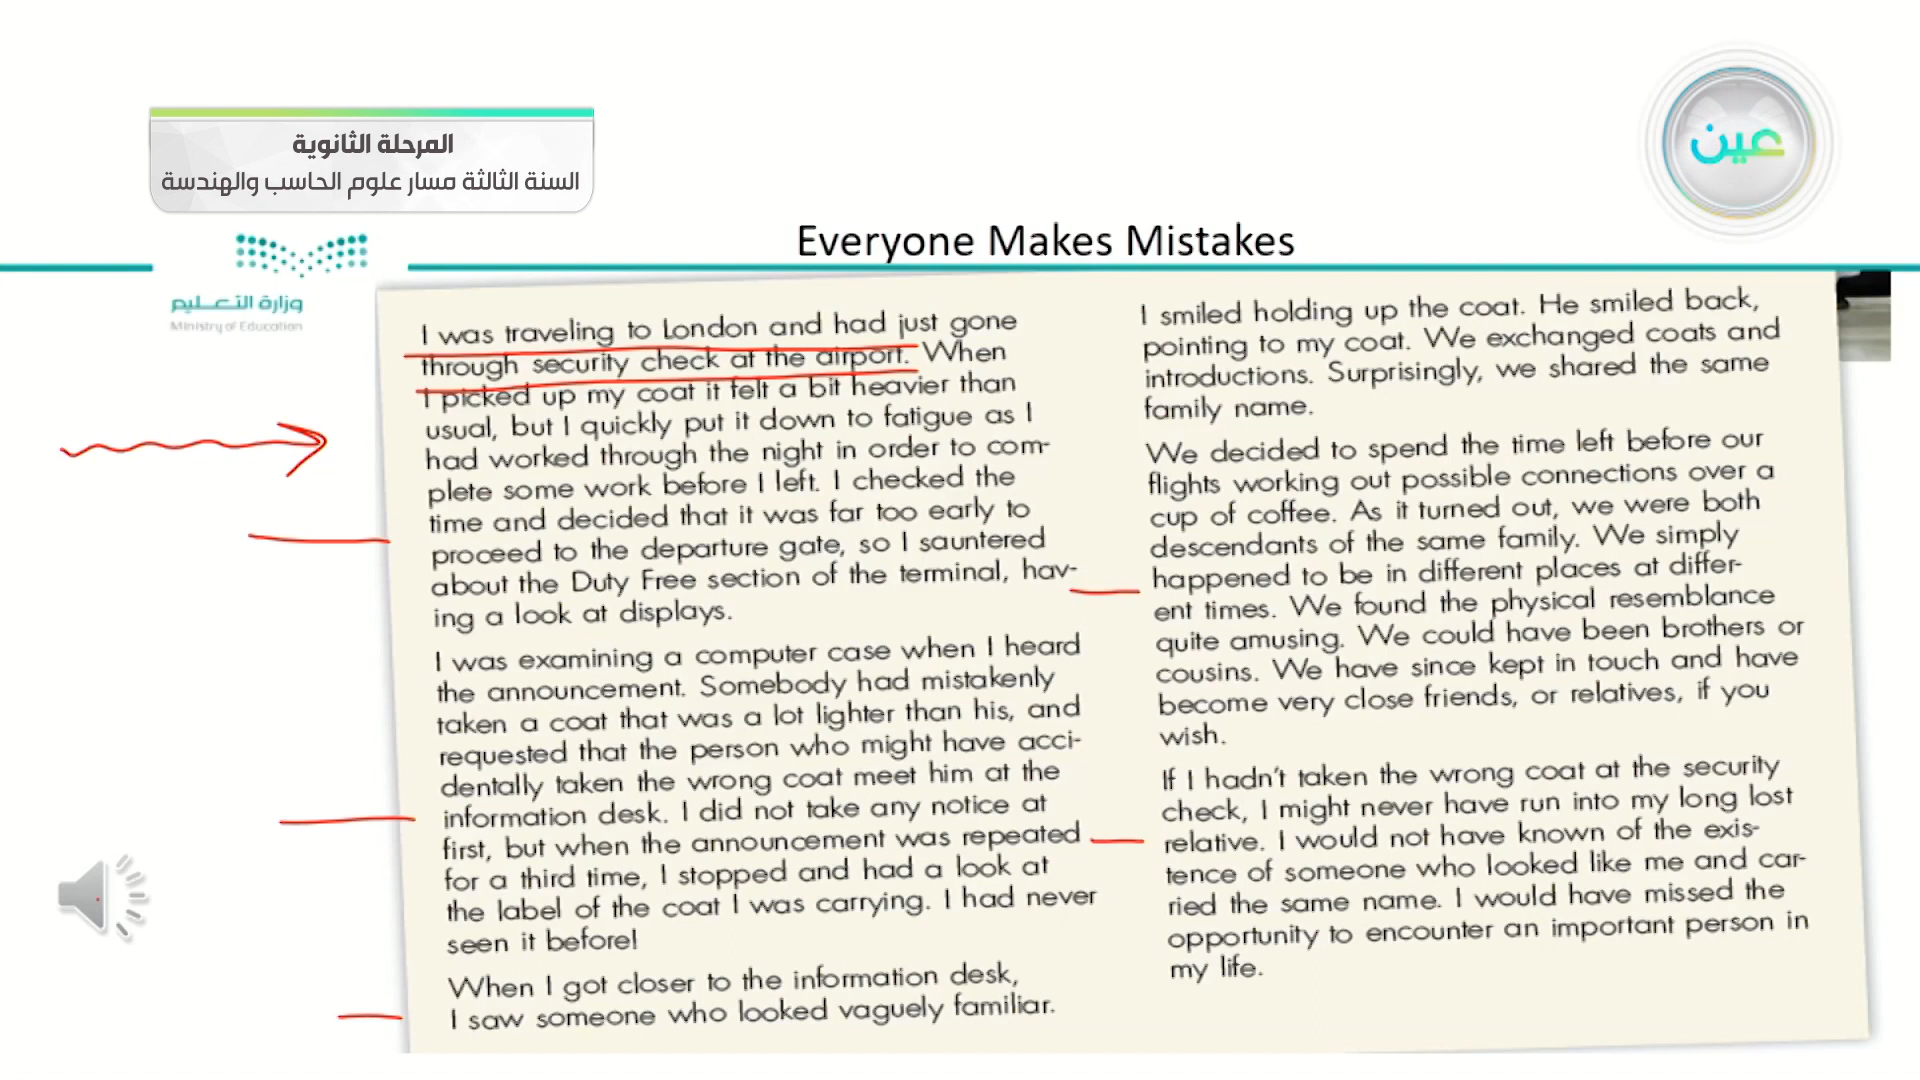 المرحلة الثانوية
السنة الثالثة مسار علوم الحاسب والهندسة
عين
Everyone Makes Mistakes
وزارة التعليم
Ministry of Education
I was traveling to London and had just gone
through security check at the airport. When
I picked up my coat it felt a bit heavier than
usual, but I quickly put it down to fatigue as I
had worked through the night in order to com-
plete some work before I left. I checked the
time and decided that it was far too early to
proceed to the departure gate, so I sauntered
about the Duty Free section of the terminal, hav-
ing a look at displays.
I was examining a computer case when I heard
the announcement. Somebody had mistakenly
taken a coat that was a lot lighter than his, and
requested that the person who might have acci-
dentally taken the wrong coat meet him at the
information desk. I did not take any notice at
first, but when the announcement was repeated
for a third time, I stopped and had a look at
the label of the coat I was carrying. I had never
seen it before!
When I got closer to the information desk,
I saw someone who looked vaguely familiar.
I smiled holding up the coat. He smiled back,
pointing to my coat. We exchanged coats and
introductions. Surprisingly, we shared the same
family name.
We decided to spend the time left before our
flights working out possible connections over a
cup of coffee. As it turned out, we were both
descendants of the same family. We simply
happened to be in different places at differ-
ent times. We found the physical resemblance
quite amusing. We could have been brothers or
cousins. We have since kept in touch and have
become very close friends, or relatives, if you
wish.
If I hadn't taken the wrong coat at the security
check, I might never have run into my long lost
relative. I would not have known of the exis-
tence of someone who looked like me and car-
ried the same name. I would have missed the
opportunity to encounter an important person in
my life.